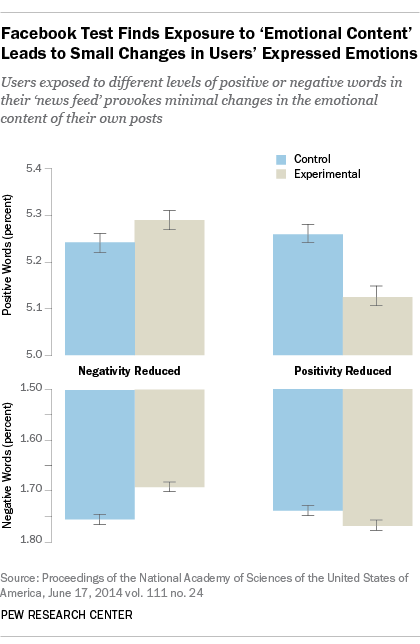 Facebook Test Finds Exposure to ‘Emotional Content’
Leads to Small Changes in Users’ Expressed Emotions
Users exposed to different levels of positive or negative words in
their ‘news feed’ provokes minimal changes in the emotional
content of their own posts
Control
Experimental
Positive Words (percent)
5.4
5.3
5.2
5.1
5.0
Negativity Reduced
Positivity Reduced
Negative Words (percent)
1.50
1.60
1.70
1.80
Source: Proceedings of the National Academy of Sciences of the United States of
America, June 17, 2014 vol. 111 no. 24
PEW RESEARCH CENTER